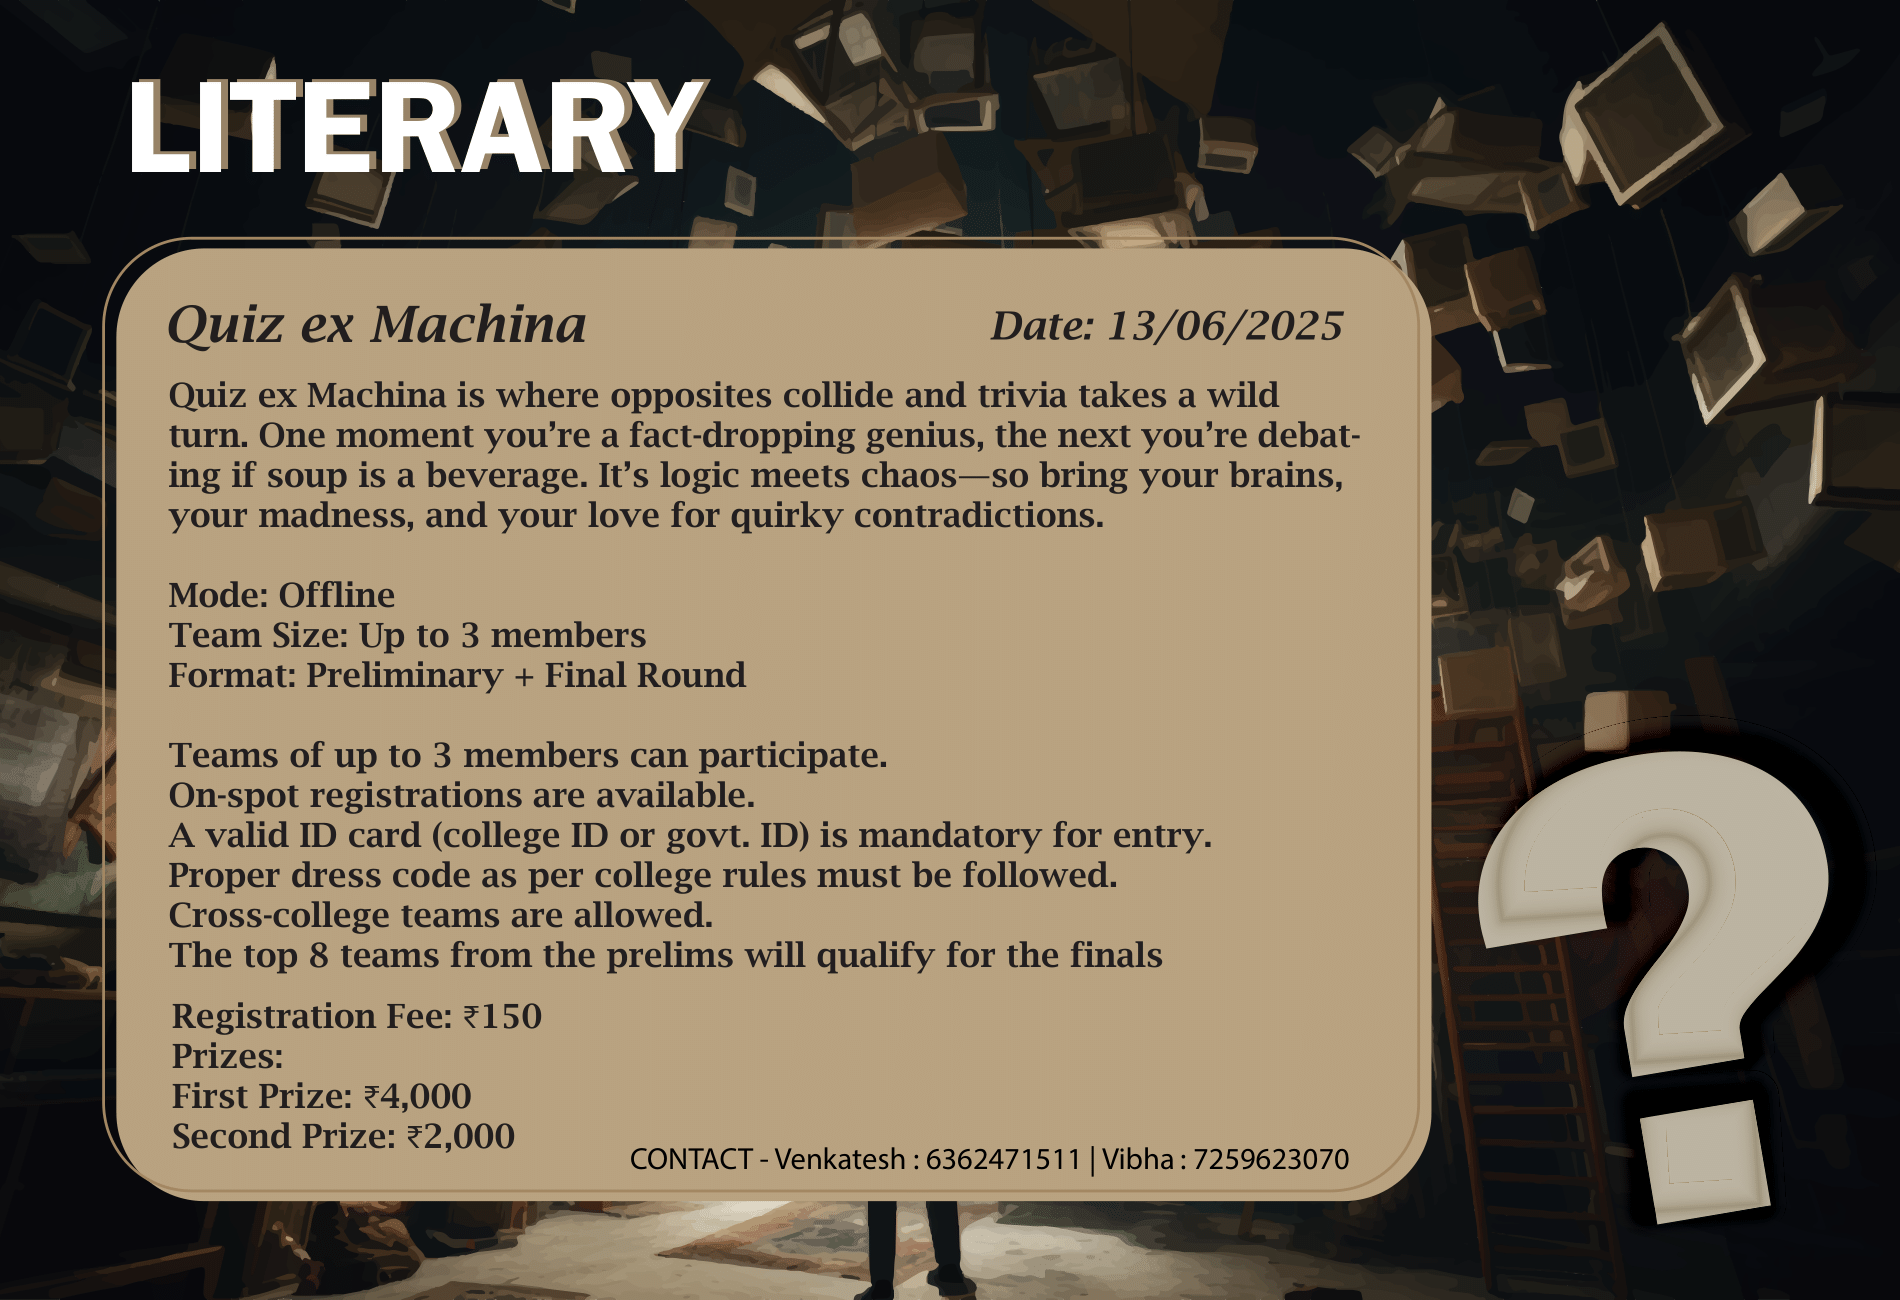 LITERARY
Quiz ex Machina
Date: 13/06/2025
Quiz ex Machina is where opposites collide and trivia takes a wild
turn. One moment you’re a fact-dropping genius, the next you’re debat-
ing if soup is a beverage. It’s logic meets chaos—so bring your brains,
your madness, and your love for quirky contradictions.
Mode: Offline
Team Size: Up to 3 members
Format: Preliminary + Final Round
Teams of up to 3 members can participate.
On-spot registrations are available.
A valid ID card (college ID or govt. ID) is mandatory for entry.
Proper dress code as per college rules must be followed.
Cross-college teams are allowed.
The top 8 teams from the prelims will qualify for the finals
Registration Fee: ₹150
Prizes:
First Prize: ₹4,000
Second Prize: ₹2,000
CONTACT - Venkatesh : 6362471511 | Vibha : 7259623070
?